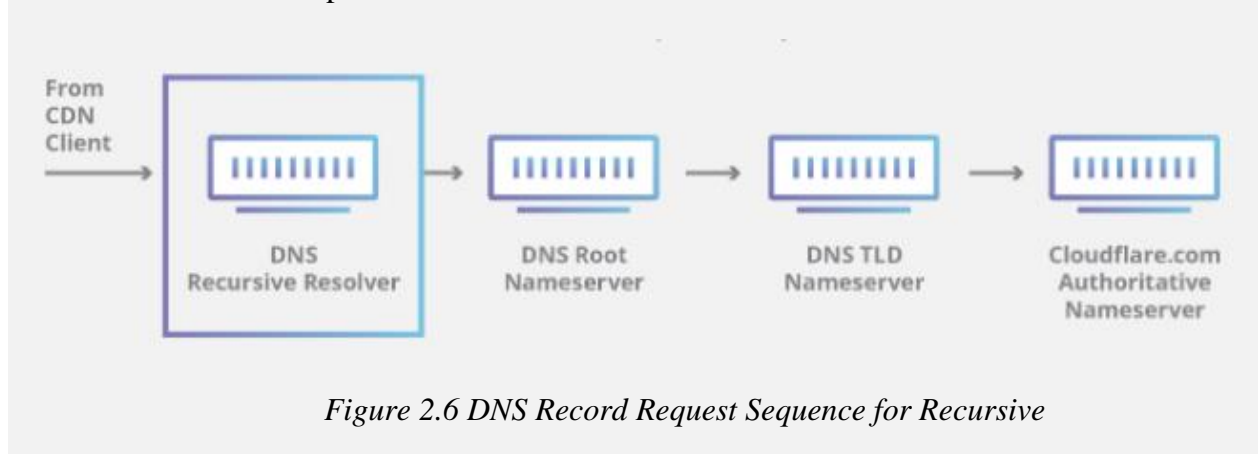 From
CDN
Client
DNS
Recursive Resolver
DNS Root
Nameserver
DNS TLD
Nameserver
Cloudflare.com
Authoritative
Nameserver
Figure 2.6 DNS Record Request Sequence for Recursive